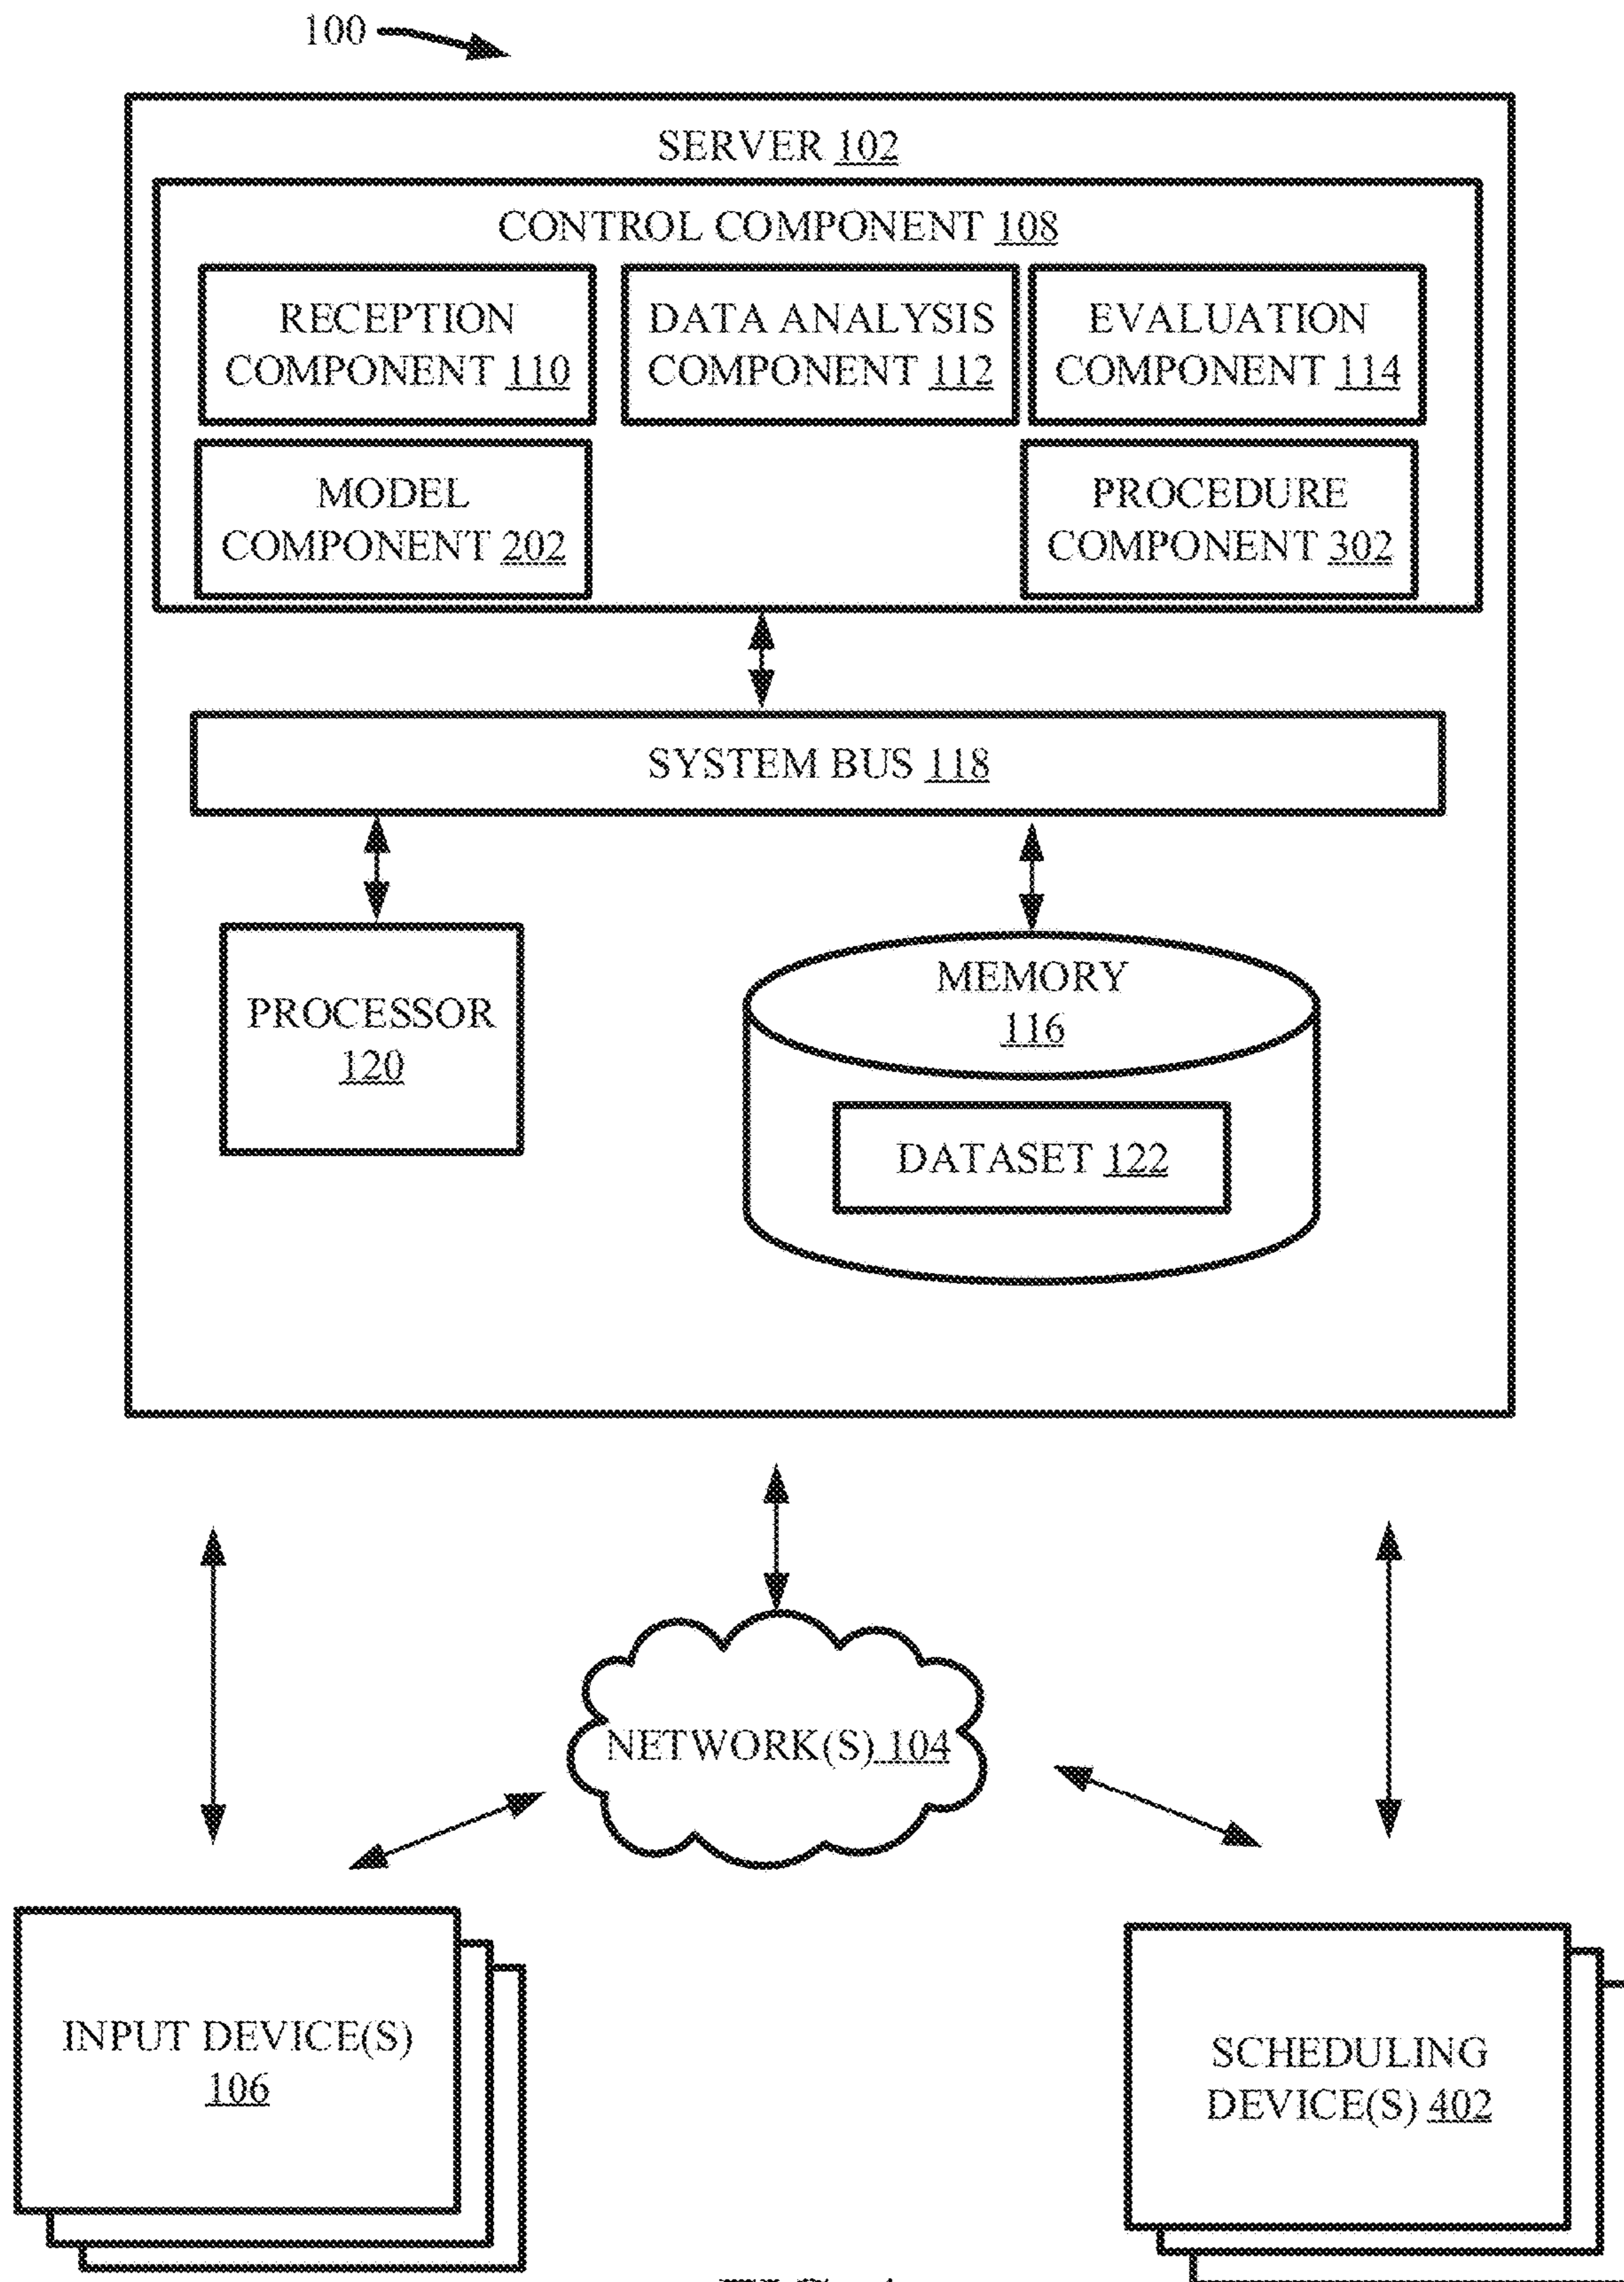 100
SERVER 102
CONTROL COMPONENT 108
RECEPTION
COMPONENT 110
DATA ANALYSIS
COMPONENT 112
EVALUATION
COMPONENT 114
MODEL
COMPONENT 202
PROCEDURE
COMPONENT 302
SYSTEM BUS 118
PROCESSOR
120
MEMORY
116
DATASET 122
NETWORK(S) 104
INPUT DEVICE(S)
106
SCHEDULING
DEVICE(S) 402